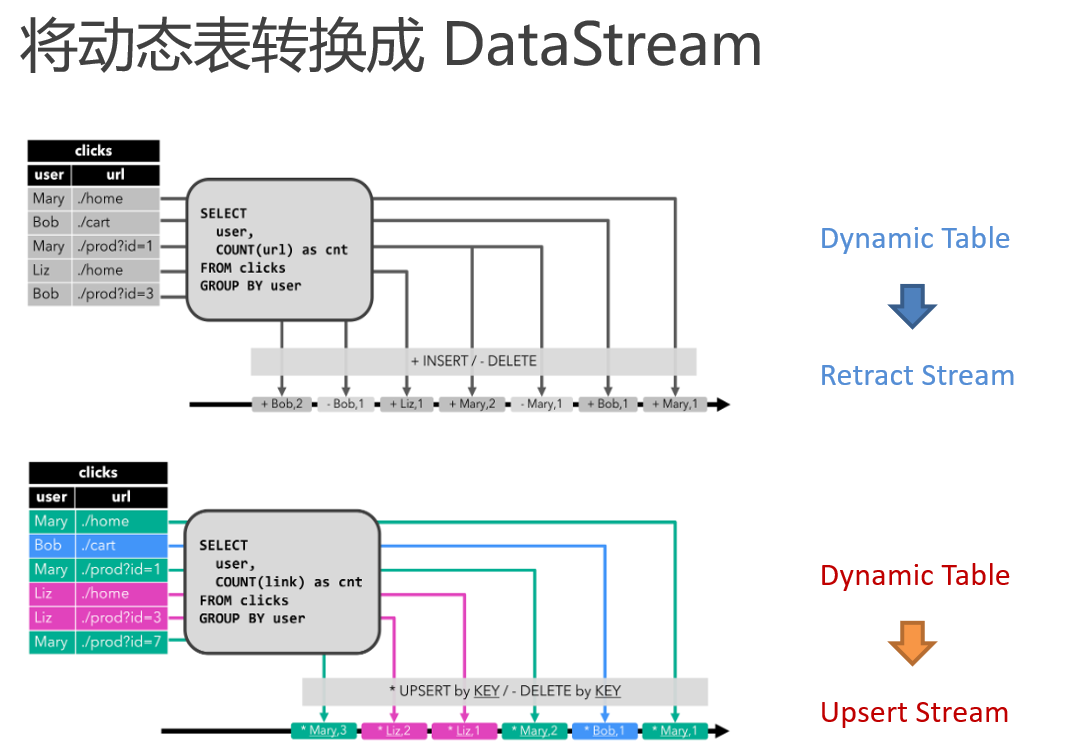 将动态表转换成 DataStream
clicks
user url
Mary ./home
Bob ./cart
Mary ./prod?id=1
Liz ./home
Bob ./prod?id=3
SELECT
user,
COUNT(url) as cnt
FROM clicks
GROUP BY user
+ INSERT / - DELETE
+ Bob,2 - Bob,1 + Liz,1 + Mary,2 - Mary,1 + Bob,1 + Mary,1
Dynamic Table
Retract Stream
clicks
user url
Mary ./home
Bob ./cart
Mary ./prod?id=1
Liz ./home
Liz ./prod?id=3
Mary ./prod?id=7
SELECT
user,
COUNT(link) as cnt
FROM clicks
GROUP BY user
* UPSERT by KEY / - DELETE by KEY
* Mary,3 * Liz,2 * Liz,1 * Mary,2 * Bob,1 * Mary,1
Dynamic Table
Upsert Stream